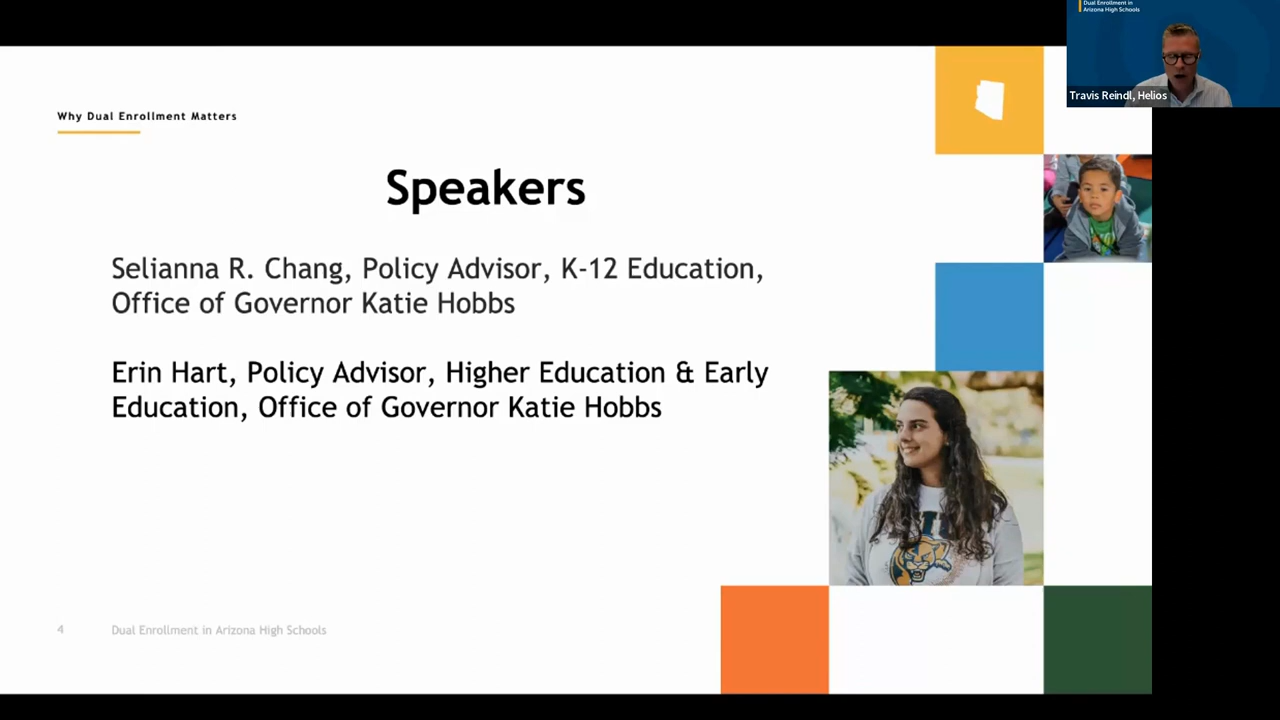 Dual Enrollment in
Arizona High Schools
Travis Reindl, Helios
Why Dual Enrollment Matters
Speakers
Selianna R. Chang, Policy Advisor, K-12 Education,
Office of Governor Katie Hobbs
Erin Hart, Policy Advisor, Higher Education & Early
Education, Office of Governor Katie Hobbs
4
Dual Enrollment in Arizona High Schools